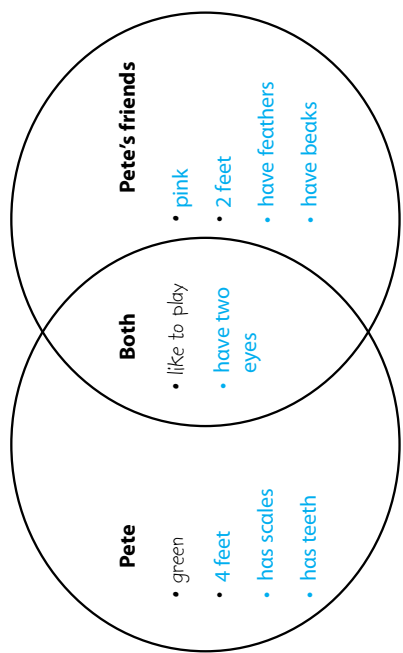 Pete
• green
• 4 feet
• has scales
• has teeth
Both
• like to play
• have two
eyes
Pete's friends
• pink
• 2 feet
• have feathers
• have beaks